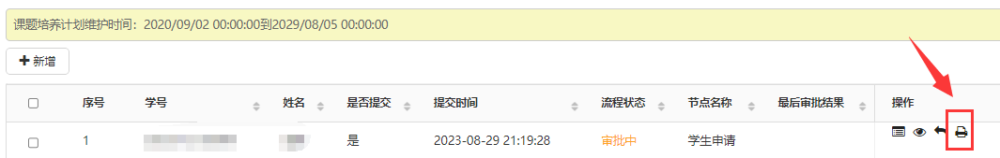 课题培养计划维护时间：2020/09/02 00:00:00到2029/08/05 00:00:00
新增
序号 学号 姓名 是否提交 提交时间 流程状态 节点名称 最后审批结果 操作
1 是 2023-08-29 21:19:28 审批中 学生申请